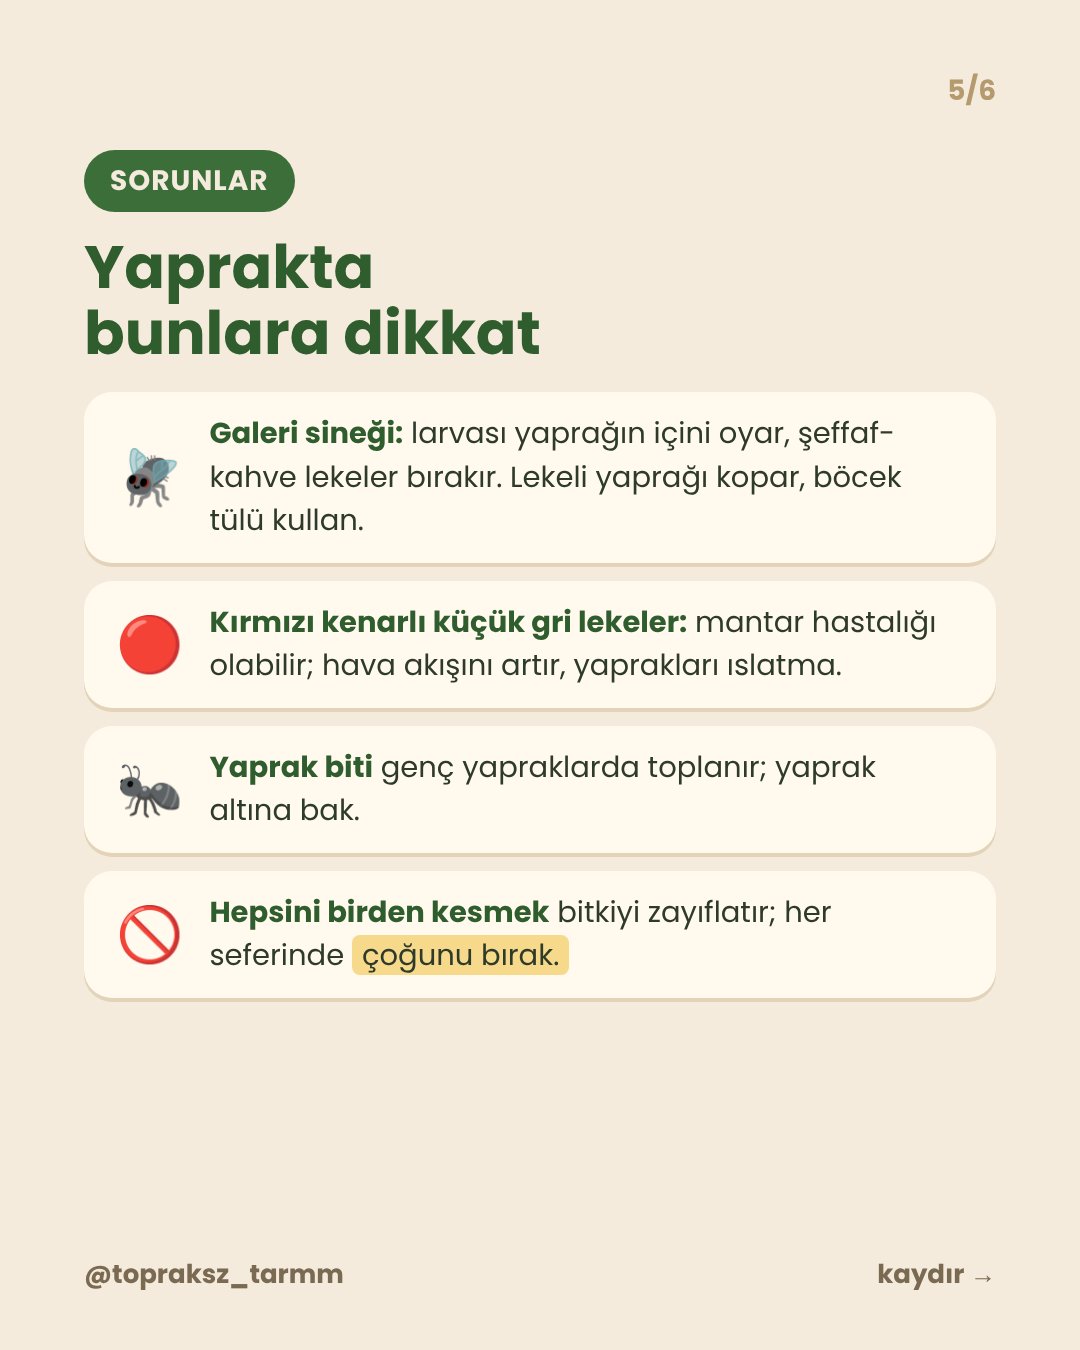 5/6
SORUNLAR
Yaprakta
bunlara dikkat
Galeri sineği: larvası yaprağın içini oyar, şeffaf-
kahve lekeler bırakır. Lekeli yaprağı kopar, böcek
tülü kullan.
Kırmızı kenarlı küçük gri lekeler: mantar hastalığı
olabilir; hava akışını artır, yaprakları ıslatma.
Yaprak biti genç yapraklarda toplanır; yaprak
altına bak.
Hepsini birden kesmek bitkiyi zayıflatır; her
seferinde çoğunu bırak.
@topraksz_tarmm
kaydır →